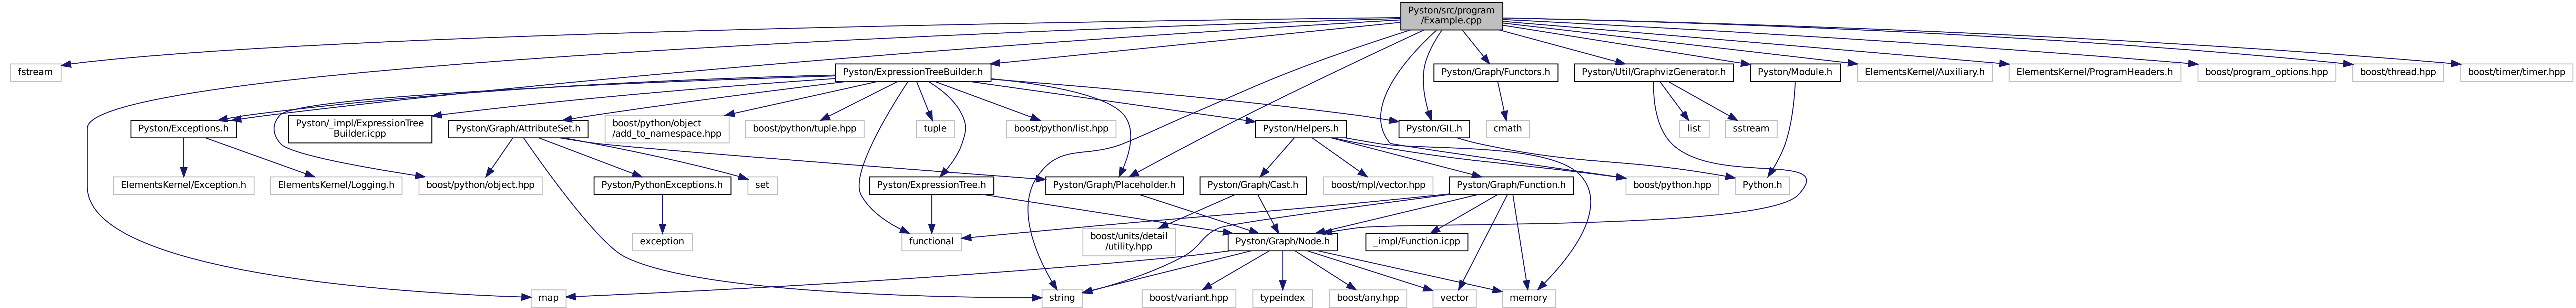 Pyston/src/program
/Example.cpp
fstream
Pyston/ExpressionTreeBuilder.h
Pyston/Graph/Functors.h
Pyston/Util/GraphvizGenerator.h
Pyston/Module.h
ElementsKernel/Auxiliary.h
ElementsKernel/ProgramHeaders.h
boost/program_options.hpp
boost/thread.hpp
boost/timer/timer.hpp
Pyston/Exceptions.h
Pyston/_impl/ExpressionTree
Builder.icpp
Pyston/Graph/AttributeSet.h
boost/python/object
/add_to_namespace.hpp
boost/python/tuple.hpp
tuple
boost/python/list.hpp
Pyston/Helpers.h
Pyston/GIL.h
cmath
list
sstream
ElementsKernel/Exception.h
ElementsKernel/Logging.h
boost/python/object.hpp
Pyston/PythonExceptions.h
set
Pyston/ExpressionTree.h
Pyston/Graph/Placeholder.h
Pyston/Graph/Cast.h
boost/mpl/vector.hpp
Pyston/Graph/Function.h
boost/python.hpp
Python.h
exception
functional
boost/units/detail
/utility.hpp
Pyston/Graph/Node.h
_impl/Function.icpp
map
string
boost/variant.hpp
typeindex
boost/any.hpp
vector
memory